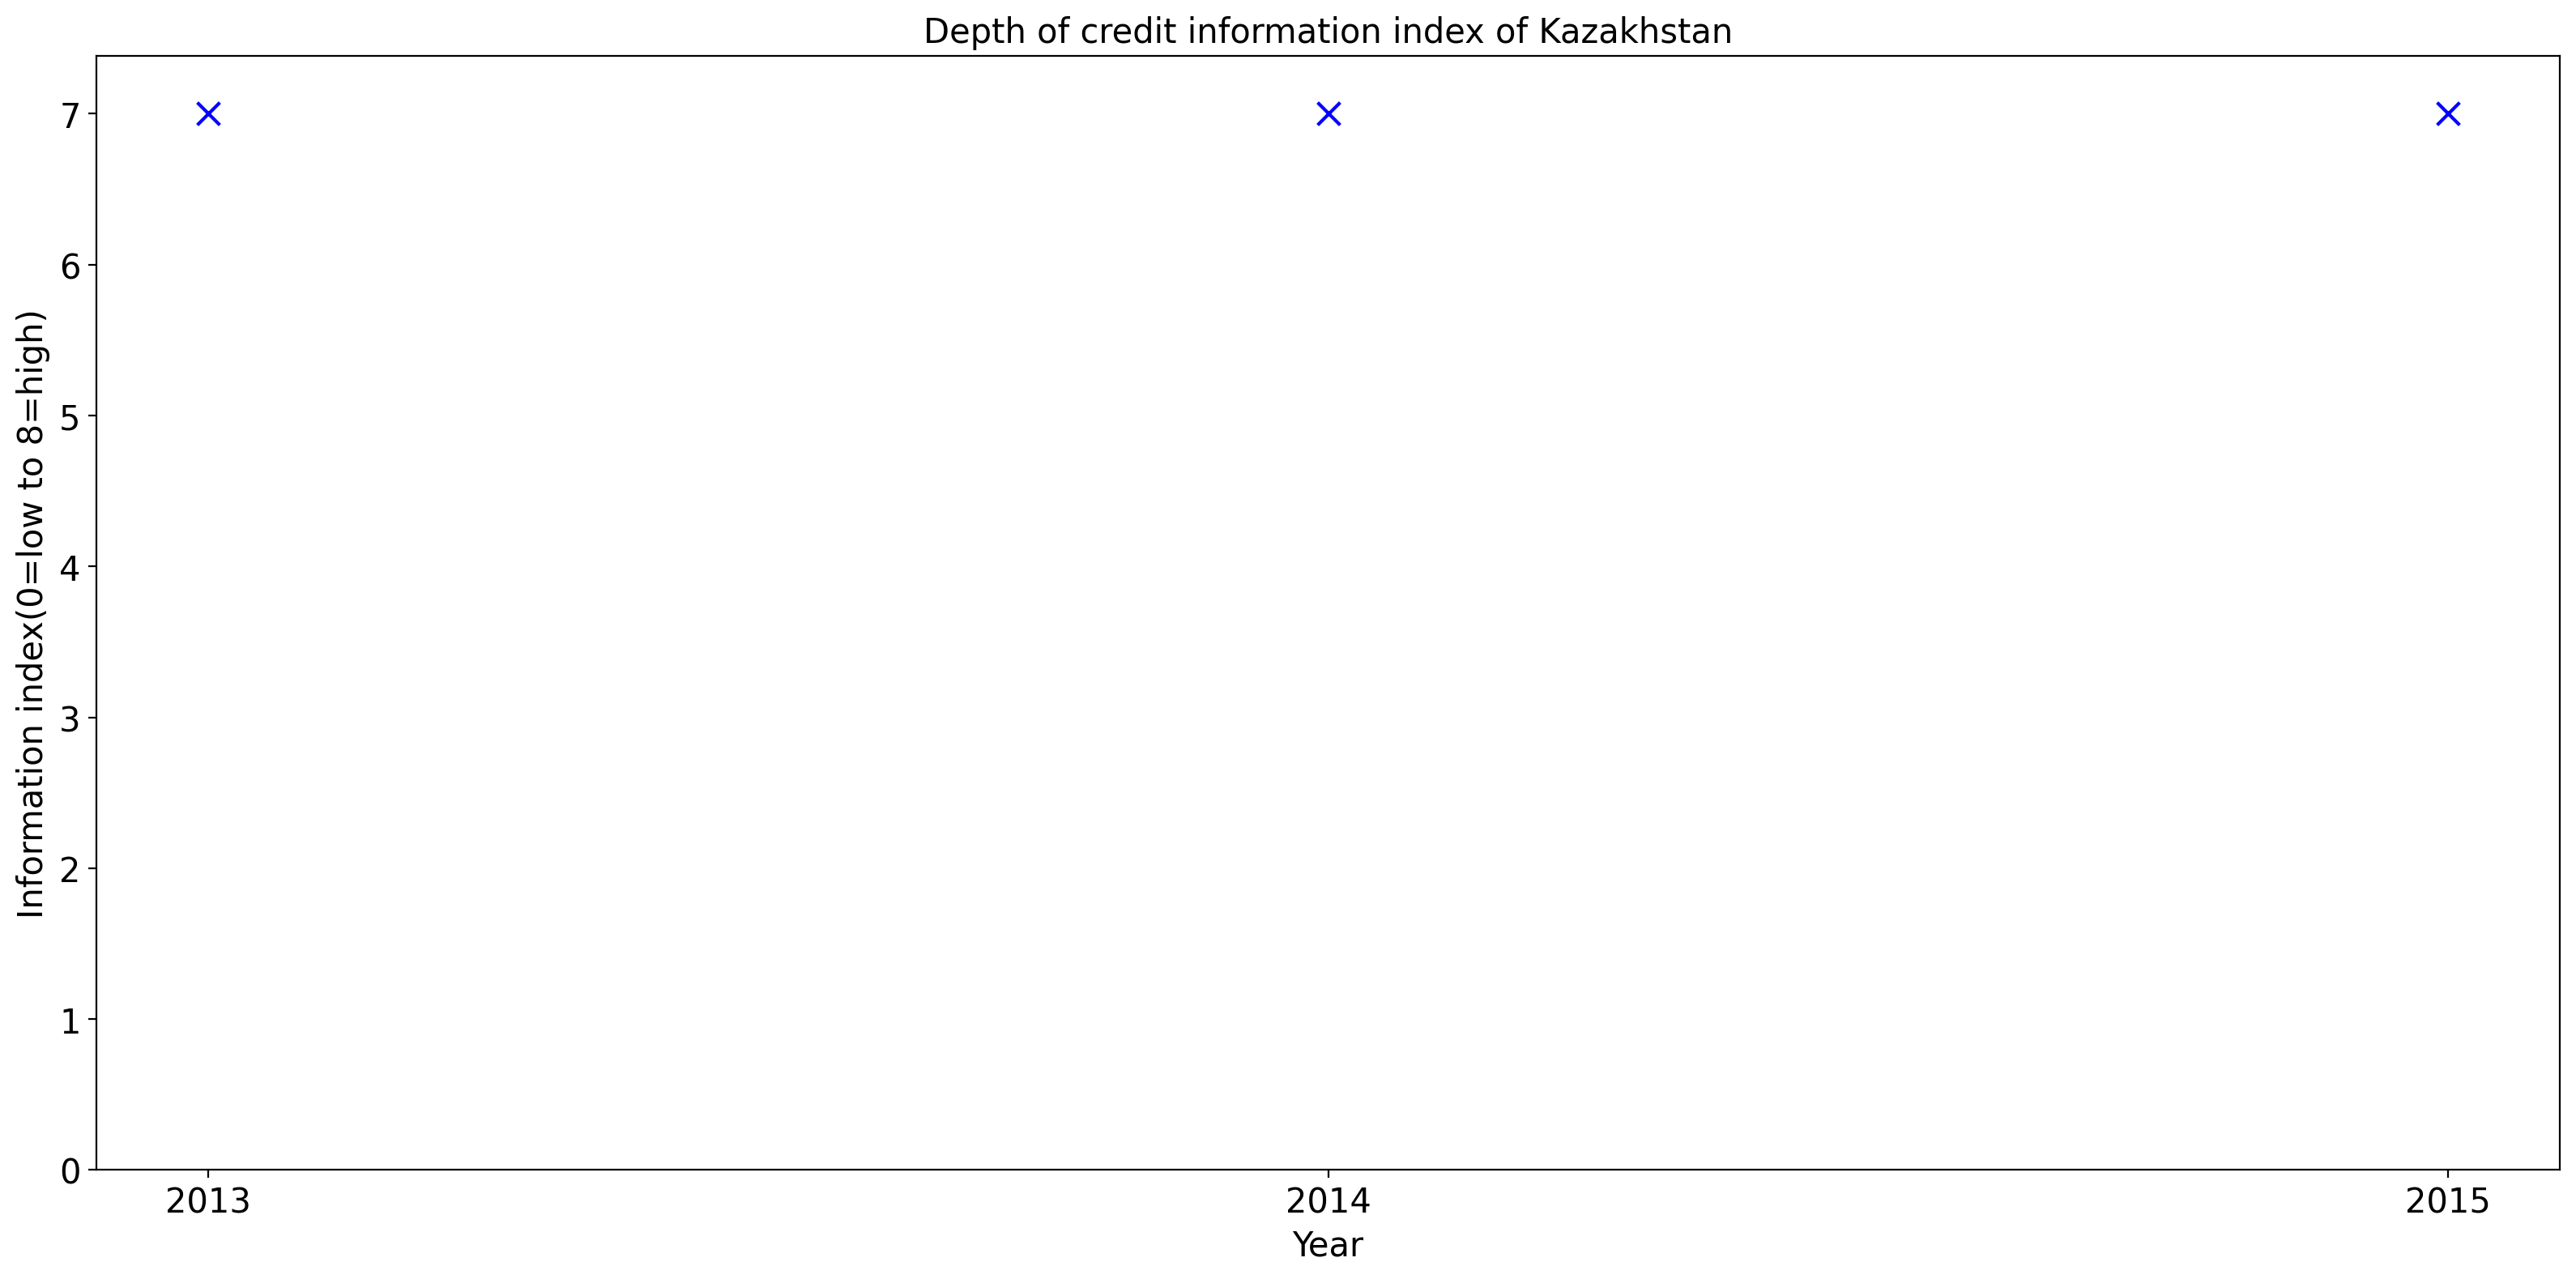 Depth of credit information index of Kazakhstan
Information index(0=low to 8=high)
7
6
5
4
3
2
1
0
2013 2014 2015
Year